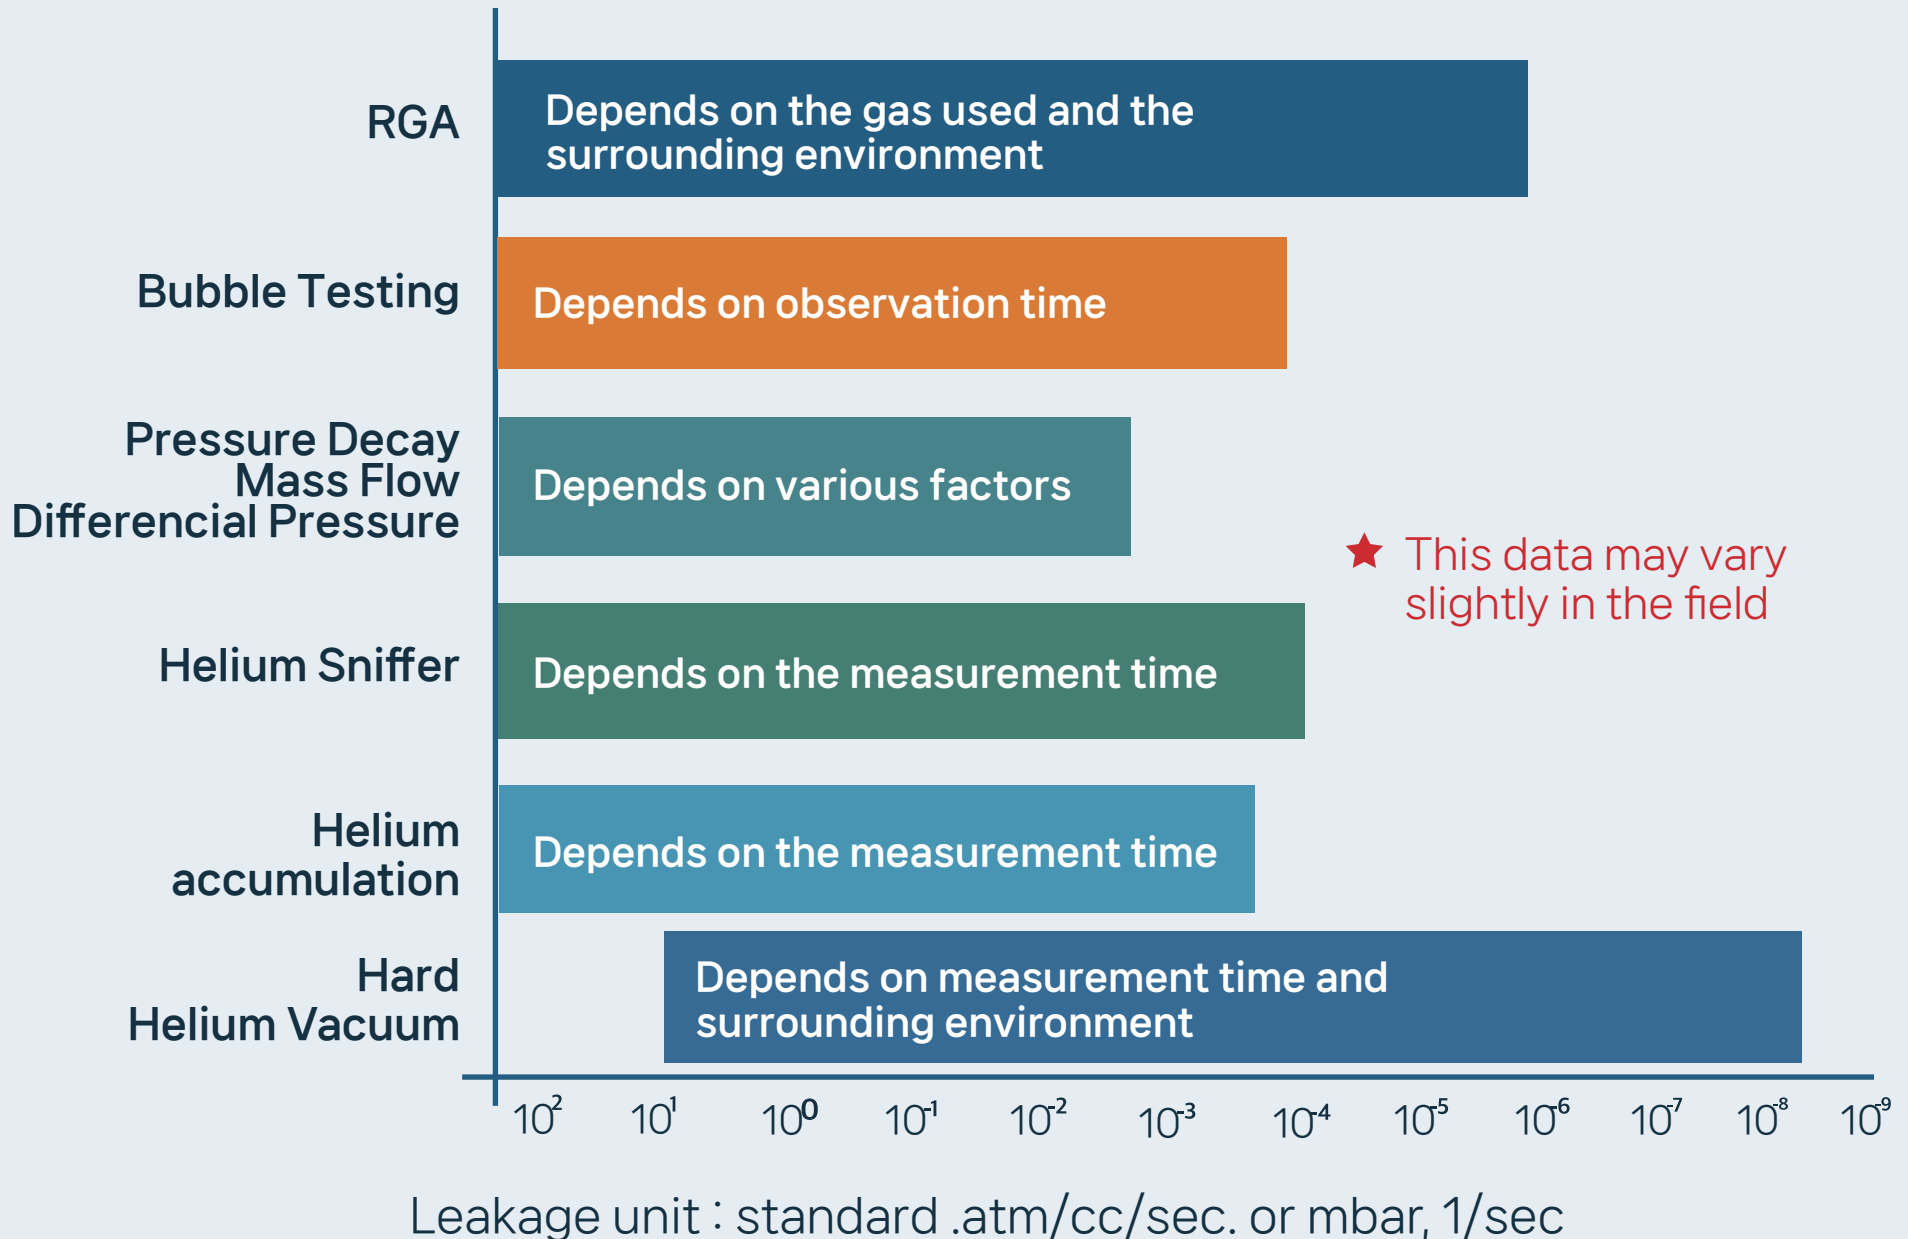 RGA
Depends on the gas used and the
surrounding environment
Bubble Testing
Depends on observation time
Pressure Decay
Mass Flow
Differencial Pressure
Depends on various factors
★ This data may vary
slightly in the field
Helium Sniffer
Depends on the measurement time
Helium
accumulation
Depends on the measurement time
Hard
Helium Vacuum
Depends on measurement time and
surrounding environment
10² 10¹ 10⁰ 10⁻¹ 10⁻² 10⁻³ 10⁻⁴ 10⁻⁵ 10⁻⁶ 10⁻⁷ 10⁻⁸ 10⁻⁹
Leakage unit : standard .atm/cc/sec. or mbar, 1/sec